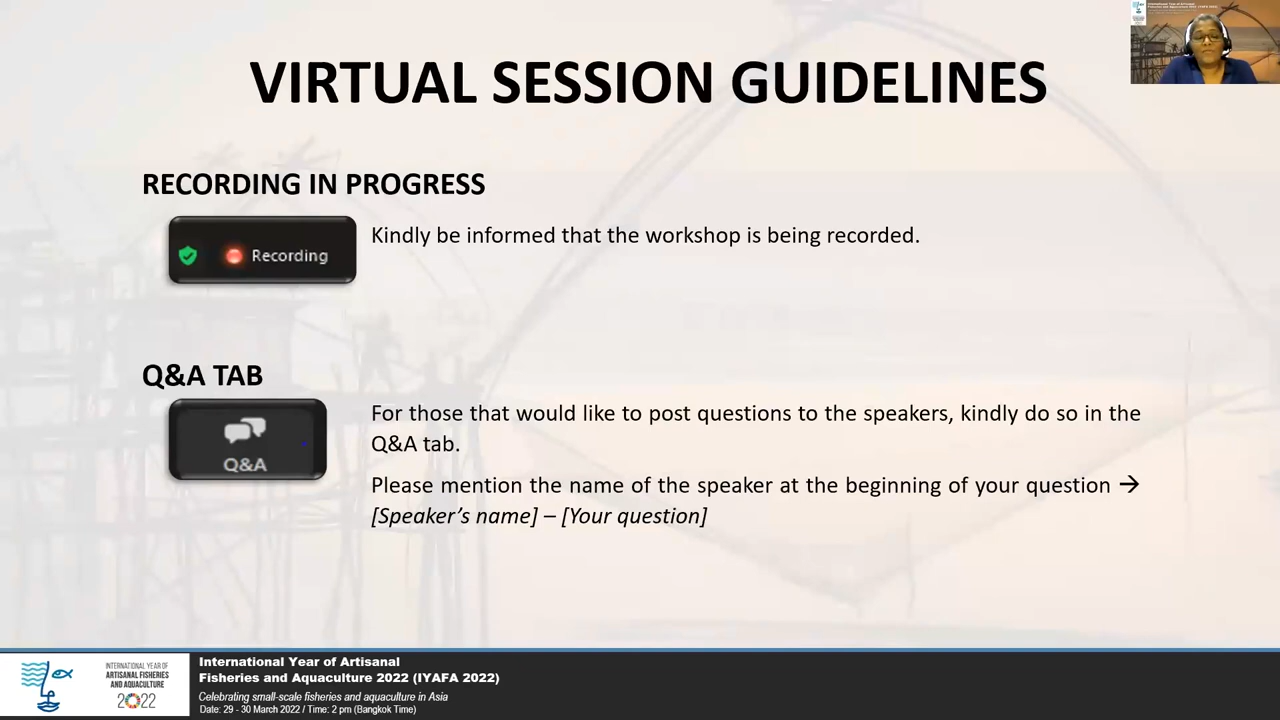 VIRTUAL SESSION GUIDELINES
RECORDING IN PROGRESS
Recording
Kindly be informed that the workshop is being recorded.
Q&A TAB
Q&A
For those that would like to post questions to the speakers, kindly do so in the
Q&A tab.
Please mention the name of the speaker at the beginning of your question →
[Speaker's name] – [Your question]
INTERNATIONAL YEAR OF
ARTISANAL FISHERIES
AND AQUACULTURE
2022
International Year of Artisanal
Fisheries and Aquaculture 2022 (IYAFA 2022)
Celebrating small-scale fisheries and aquaculture in Asia
Date: 29 - 30 March 2022 / Time: 2 pm (Bangkok Time)